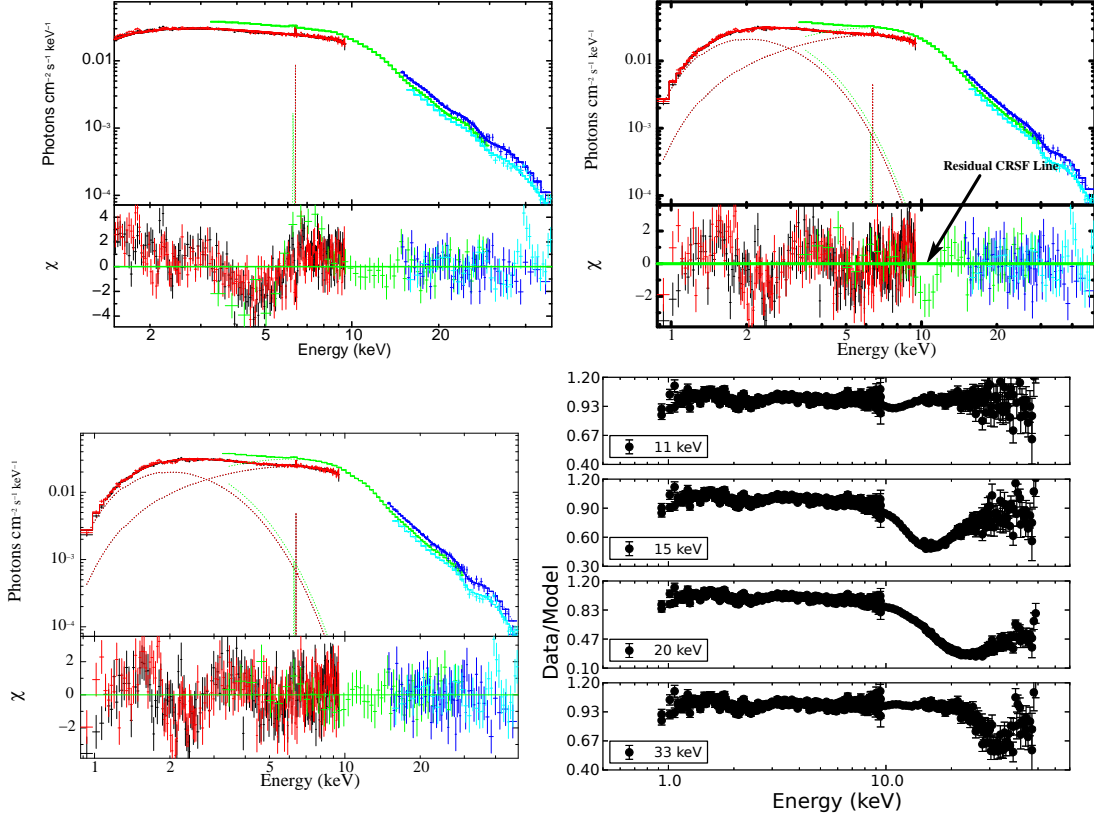 Photons cm⁻² s⁻¹ keV⁻¹
0.01
10⁻³
10⁻⁴
χ
4
2
0
−2
−4
2 5 10 20
Energy (keV)
Photons cm⁻² s⁻¹ keV⁻¹
0.01
10⁻³
10⁻⁴
Residual CRSF Line
χ
2
0
−2
1 2 5 10 20
Energy (keV)
Photons cm⁻² s⁻¹ keV⁻¹
0.01
10⁻³
10⁻⁴
χ
2
0
−2
1 2 5 10 20
Energy (keV)
Data/Model
1.20
0.93
0.67
0.40
11 keV
1.20
0.90
0.60
0.30
15 keV
1.20
0.83
0.47
0.10
20 keV
1.20
0.93
0.67
0.40
33 keV
1.0 10.0
Energy (keV)